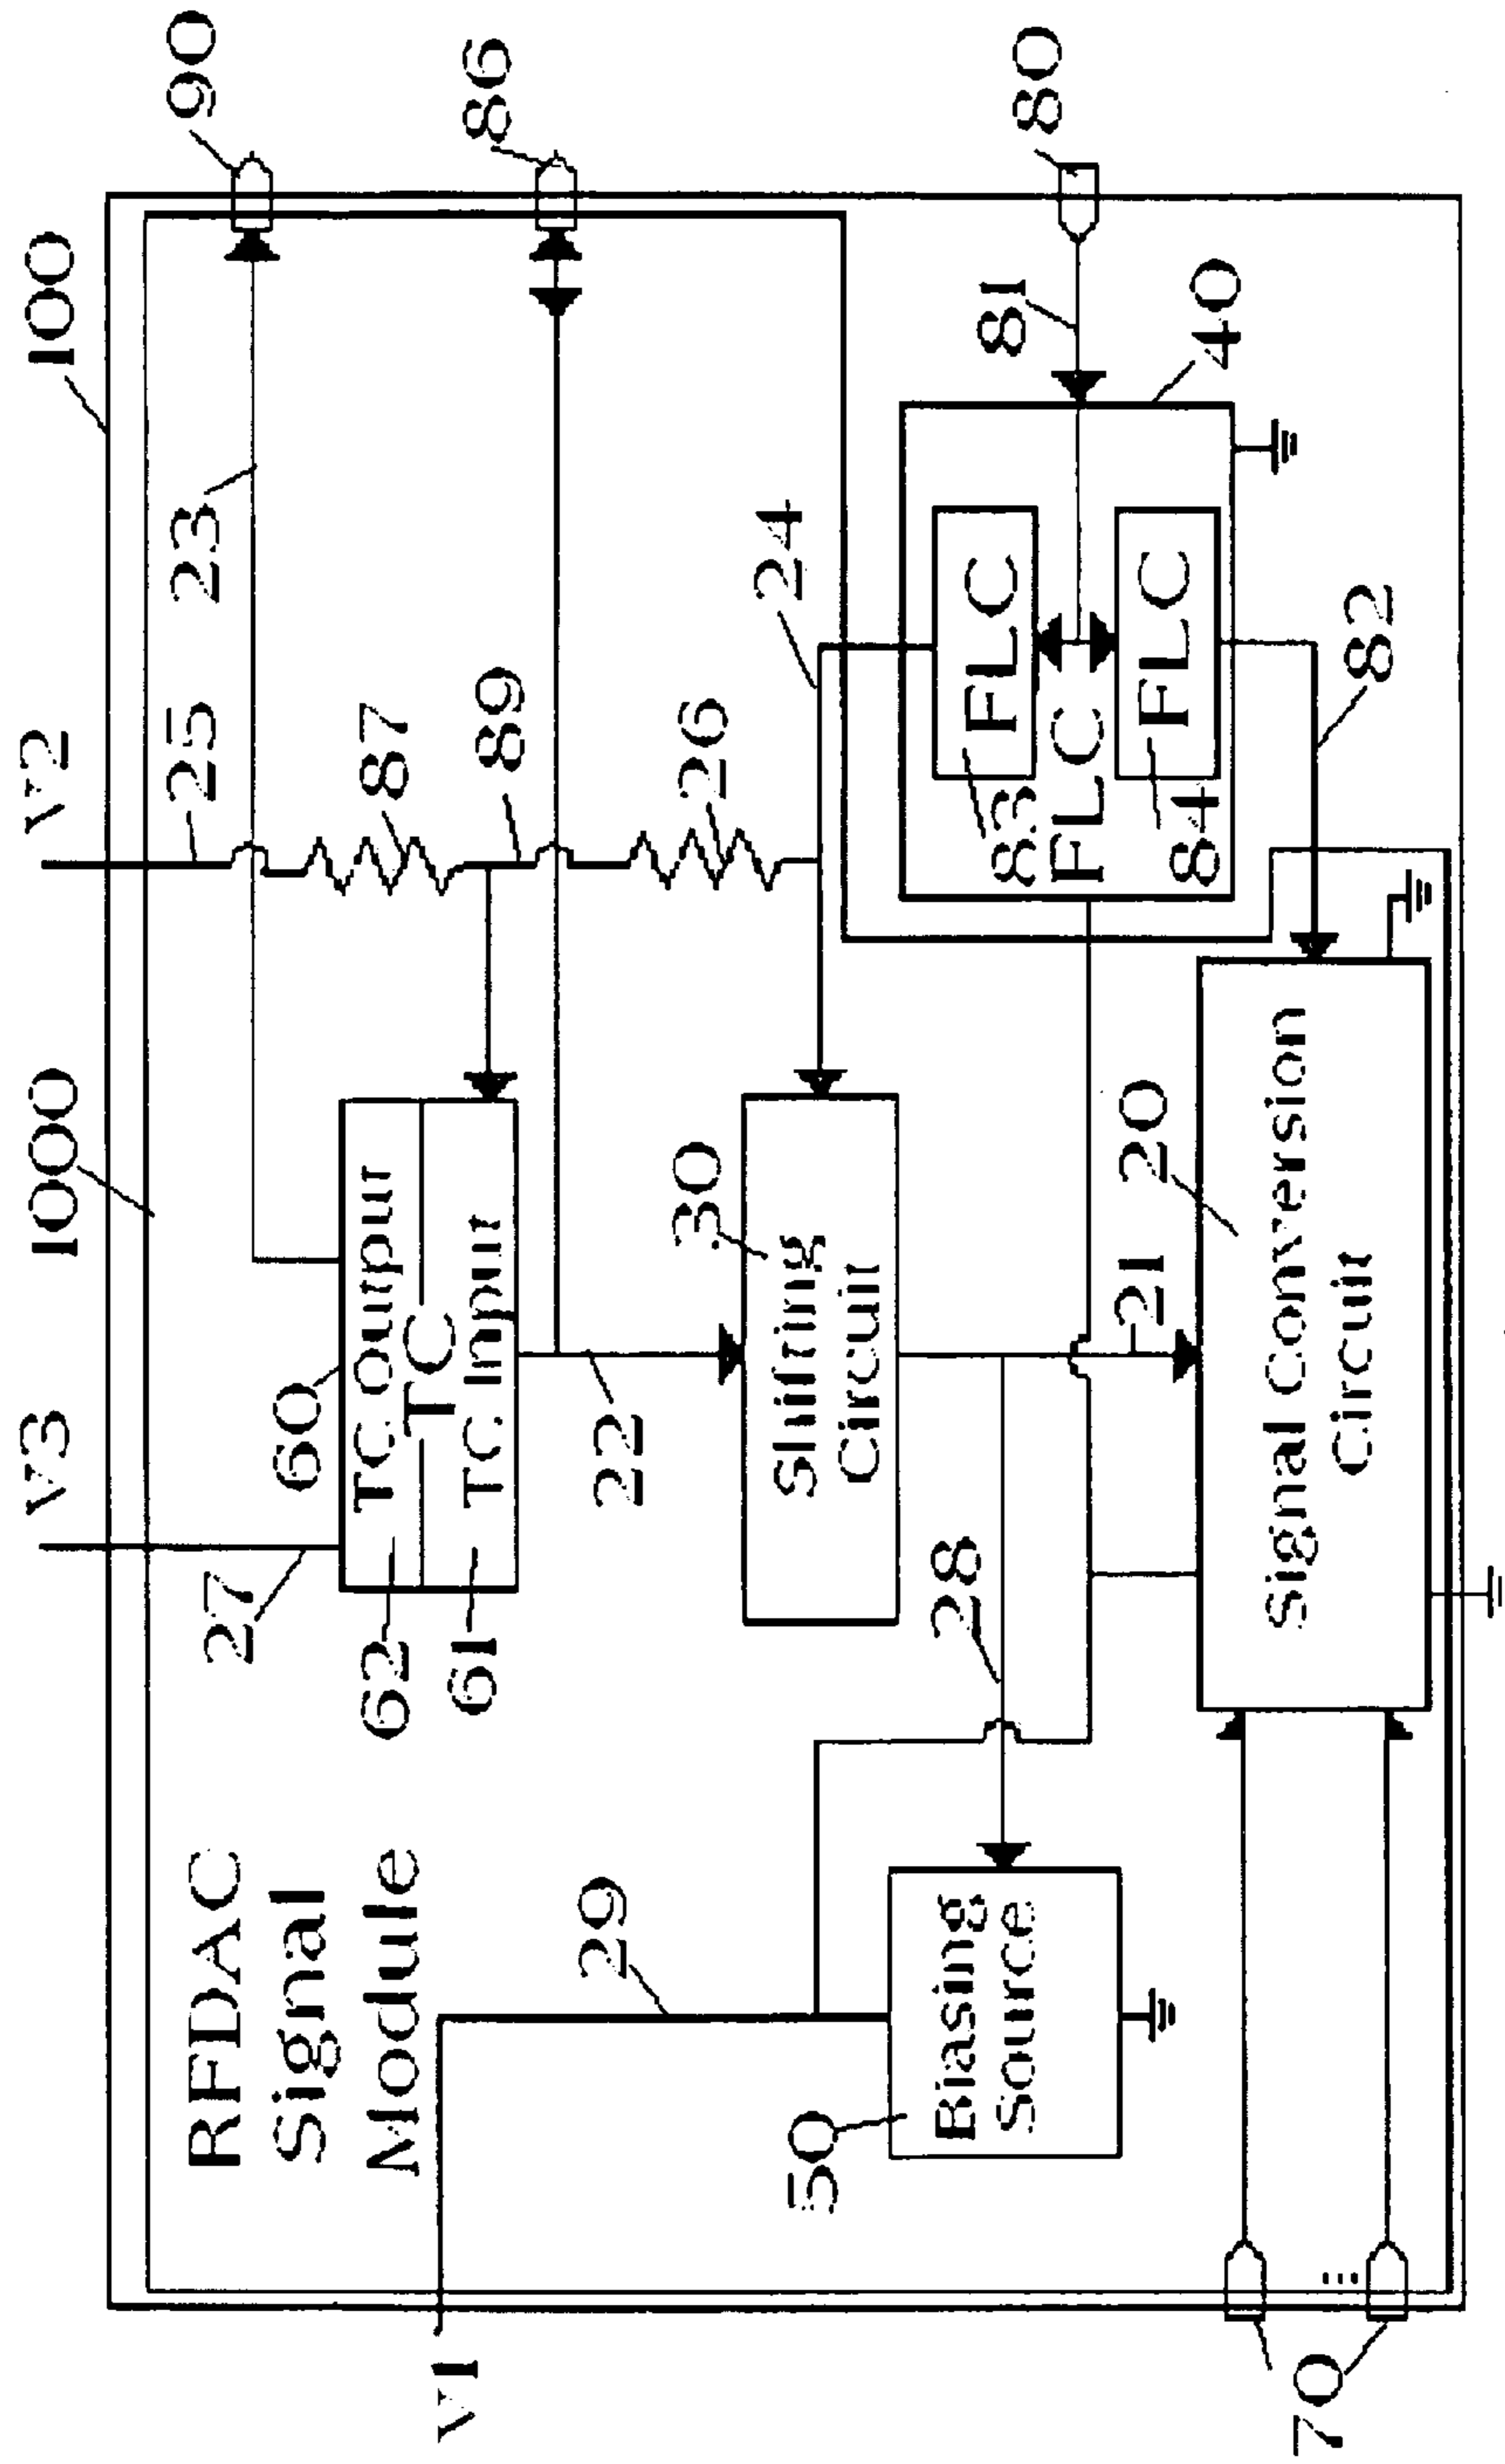 V3
1000
V2
100
RFDAC
Signal
Module
27
60
25
23
90
62
TC Output
TC
61
TC Input
87
89
86
V1
29
22
26
30
Shifting
Circuit
24
50
Biasing
Source
28
83
FLC
FLC
84
FLC
81
80
40
21
20
82
70
...
Signal Conversion
Circuit